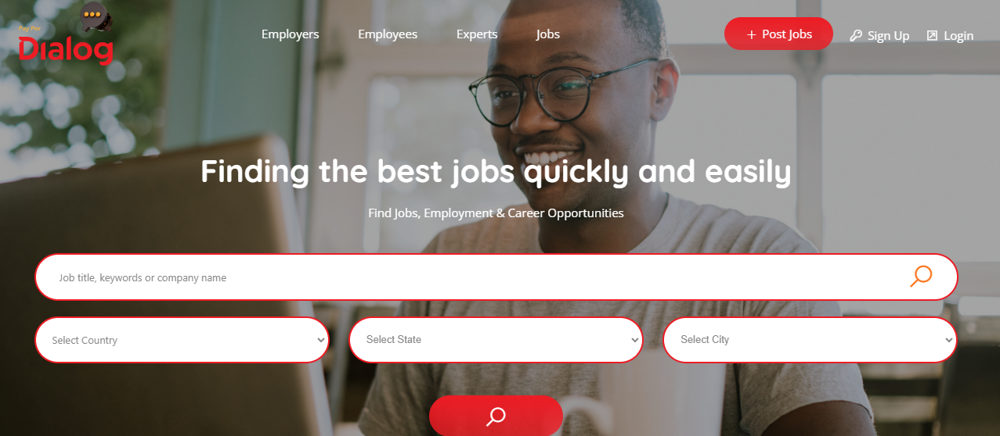 Pay Per
Dialog
Employers
Employees
Experts
Jobs
+ Post Jobs
Sign Up
Login
Finding the best jobs quickly and easily
Find Jobs, Employment & Career Opportunities
Job title, keywords or company name
Select Country
Select State
Select City